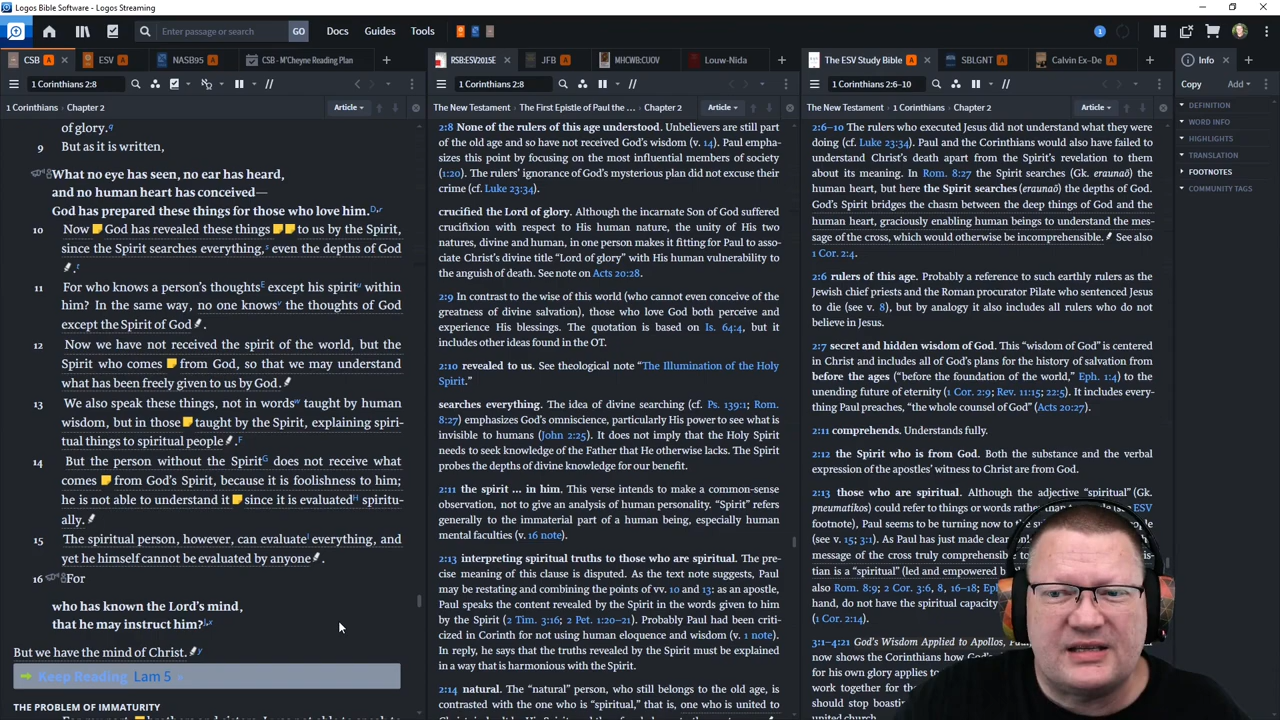 Logos Bible Software - Logos Streaming
Enter passage or search
GO
Docs
Guides
Tools
1
CSB A
ESV A
NASB95 A
CSB - M'Cheyne Reading Plan
1 Corinthians 2:8
1 Corinthians › Chapter 2
Article
of glory.q
9 But as it is written,
What no eye has seen, no ear has heard,
and no human heart has conceived—
God has prepared these things for those who love him.D,r
10 Now God has revealed these things to us by the Spirit,
since the Spirit searches everything, even the depths of God
.t
11 For who knows a person's thoughtsE except his spiritu within
him? In the same way, no one knowsv the thoughts of God
except the Spirit of God .
12 Now we have not received the spirit of the world, but the
Spirit who comes from God, so that we may understand
what has been freely given to us by God.
13 We also speak these things, not in wordsw taught by human
wisdom, but in those taught by the Spirit, explaining spiri-
tual things to spiritual people .F
14 But the person without the SpiritG does not receive what
comes from God's Spirit, because it is foolishness to him;
he is not able to understand it since it is evaluatedH spiritu-
ally.
15 The spiritual person, however, can evaluateI everything, and
yet he himself cannot be evaluated by anyone .
16 For
who has known the Lord's mind,
that he may instruct him?J,x
But we have the mind of Christ. y
Keep Reading Lam 5 »
THE PROBLEM OF IMMATURITY
RSB:ESV2015E
JFB A
MHCWB:CUOV
Louw-Nida
1 Corinthians 2:8
The New Testament › The First Epistle of Paul the ... › Chapter 2
Article
2:8 None of the rulers of this age understood. Unbelievers are still part
of the old age and so have not received God's wisdom (v. 14). Paul empha-
sizes this point by focusing on the most influential members of society
(1:20). The rulers' ignorance of God's mysterious plan did not excuse their
crime (cf. Luke 23:34).
crucified the Lord of glory. Although the incarnate Son of God suffered
crucifixion with respect to His human nature, the unity of His two
natures, divine and human, in one person makes it fitting for Paul to asso-
ciate Christ's divine title “Lord of glory” with His human vulnerability to
the anguish of death. See note on Acts 20:28.
2:9 In contrast to the wise of this world (who cannot even conceive of the
greatness of divine salvation), those who love God both perceive and
experience His blessings. The quotation is based on Is. 64:4, but it
includes other ideas found in the OT.
2:10 revealed to us. See theological note “The Illumination of the Holy
Spirit.”
searches everything. The idea of divine searching (cf. Ps. 139:1; Rom.
8:27) emphasizes God's omniscience, particularly His power to see what is
invisible to humans (John 2:25). It does not imply that the Holy Spirit
needs to seek knowledge of the Father that He otherwise lacks. The Spirit
probes the depths of divine knowledge for our benefit.
2:11 the spirit ... in him. This verse intends to make a common-sense
observation, not to give an analysis of human personality. “Spirit” refers
generally to the immaterial part of a human being, especially human
mental faculties (v. 16 note).
2:13 interpreting spiritual truths to those who are spiritual. The pre-
cise meaning of this clause is disputed. As the text note suggests, Paul
may be restating and combining the points of vv. 10 and 13: as an apostle,
Paul speaks the content revealed by the Spirit in the words given to him
by the Spirit (2 Tim. 3:16; 2 Pet. 1:20–21). Probably Paul had been criti-
cized in Corinth for not using human eloquence and wisdom (v. 1 note).
In reply, he says that the truths revealed by the Spirit must be explained
in a way that is harmonious with the Spirit.
2:14 natural. The “natural” person, who still belongs to the old age, is
contrasted with the one who is “spiritual,” that is, one who is united to
The ESV Study Bible A
SBLGNT A
Calvin Ex–De A
1 Corinthians 2:6–10
The New Testament › 1 Corinthians › Chapter 2
Article
2:6–10 The rulers who executed Jesus did not understand what they were
doing (cf. Luke 23:34). Paul and the Corinthians would also have failed to
understand Christ's death apart from the Spirit's revelation to them
about its meaning. In Rom. 8:27 the Spirit searches (Gk. eraunaō) the
human heart, but here the Spirit searches (eraunaō) the depths of God.
God's Spirit bridges the chasm between the deep things of God and the
human heart, graciously enabling human beings to understand the mes-
sage of the cross, which would otherwise be incomprehensible. See also
1 Cor. 2:4.
2:6 rulers of this age. Probably a reference to such earthly rulers as the
Jewish chief priests and the Roman procurator Pilate who sentenced Jesus
to die (see v. 8), but by analogy it also includes all rulers who do not
believe in Jesus.
2:7 secret and hidden wisdom of God. This “wisdom” is centered
in Christ and includes all of God's plans for the history of salvation from
before the ages (“before the foundation of the world,” Eph. 1:4) to the
unending future of eternity (1 Cor. 2:9; Rev. 11:15; 22:5). It includes every-
thing Paul preaches, “the whole counsel of God” (Acts 20:27).
2:11 comprehends. Understands fully.
2:12 the Spirit who is from God. Both the substance and the verbal
expression of the apostles' witness to Christ are from God.
2:13 those who are spiritual. Although the adjective “spiritual” (Gk.
pneumatikos) could refer to things or words rather than to people (see ESV
footnote), Paul seems to be turning now to the
(see v. 15; 3:1). As Paul has just made clear
message of the cross truly comprehensible
tian is a “spiritual” (led and empowered b
also Rom. 8:9; 2 Cor. 3:6, 8, 16–18;
hand, do not have the spiritual capacity
2 Corinthians
3:1–4:21 God's Wisdom Applied to Apollos,
now shows the Corinthians how God's
for his own glory applies to
work together for the
should stop boasting
united church
Info
Copy
Add
DEFINITION
WORD INFO
HIGHLIGHTS
TRANSLATION
FOOTNOTES
COMMUNITY TAGS